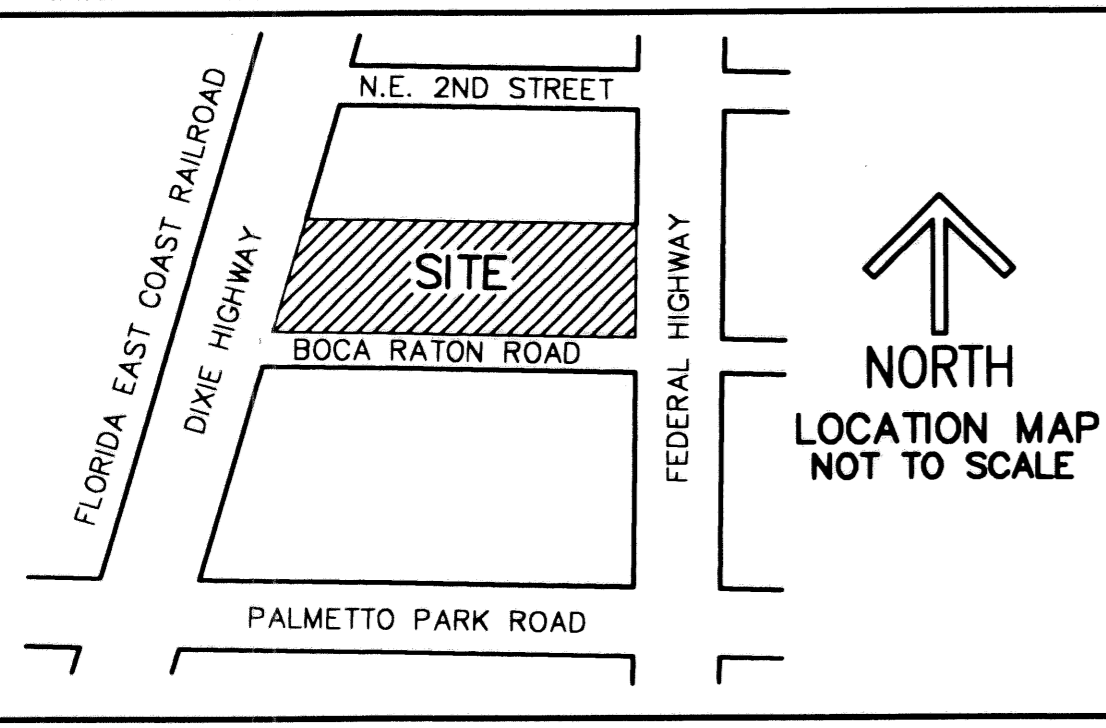 N.E. 2ND STREET
FLORIDA EAST COAST RAILROAD
DIXIE HIGHWAY
SITE
BOCA RATON ROAD
FEDERAL HIGHWAY
PALMETTO PARK ROAD
NORTH
LOCATION MAP
NOT TO SCALE